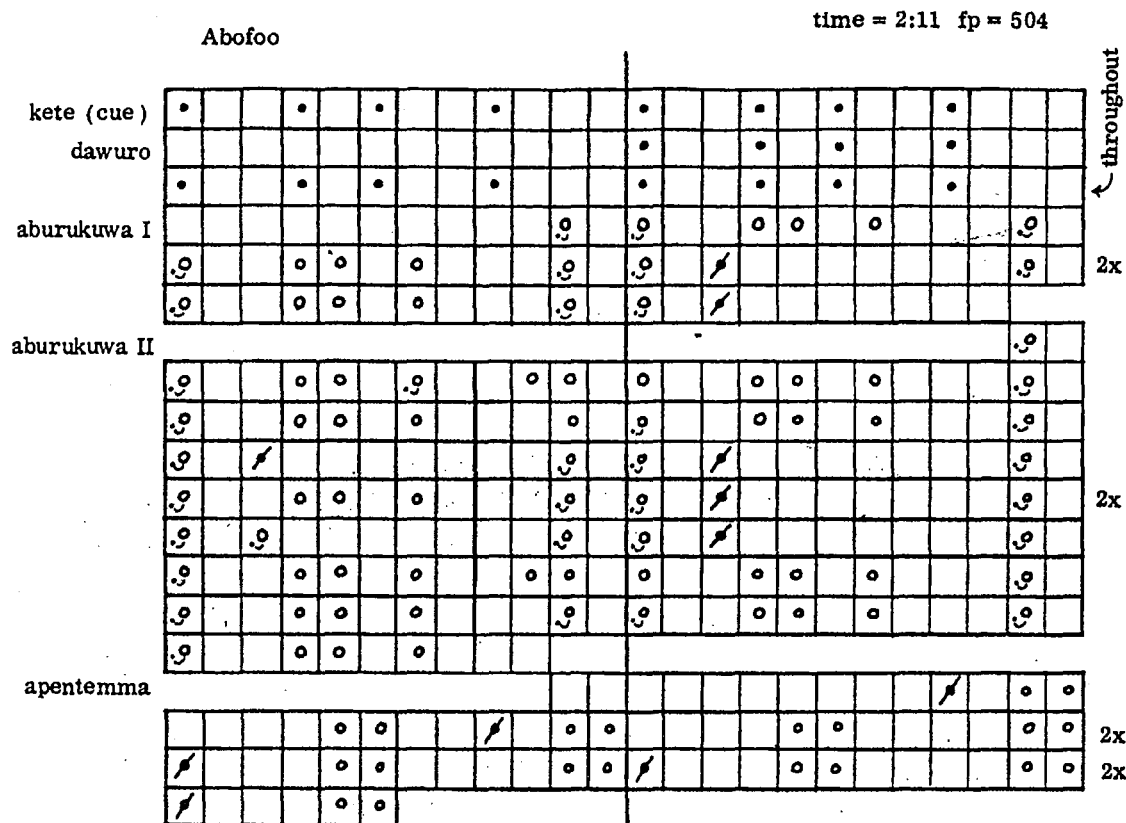 time = 2:11 fp = 504
Abofoo
throughout
kete (cue)
dawuro
aburukuwa I
2x
aburukuwa II
2x
apentemma
2x
2x